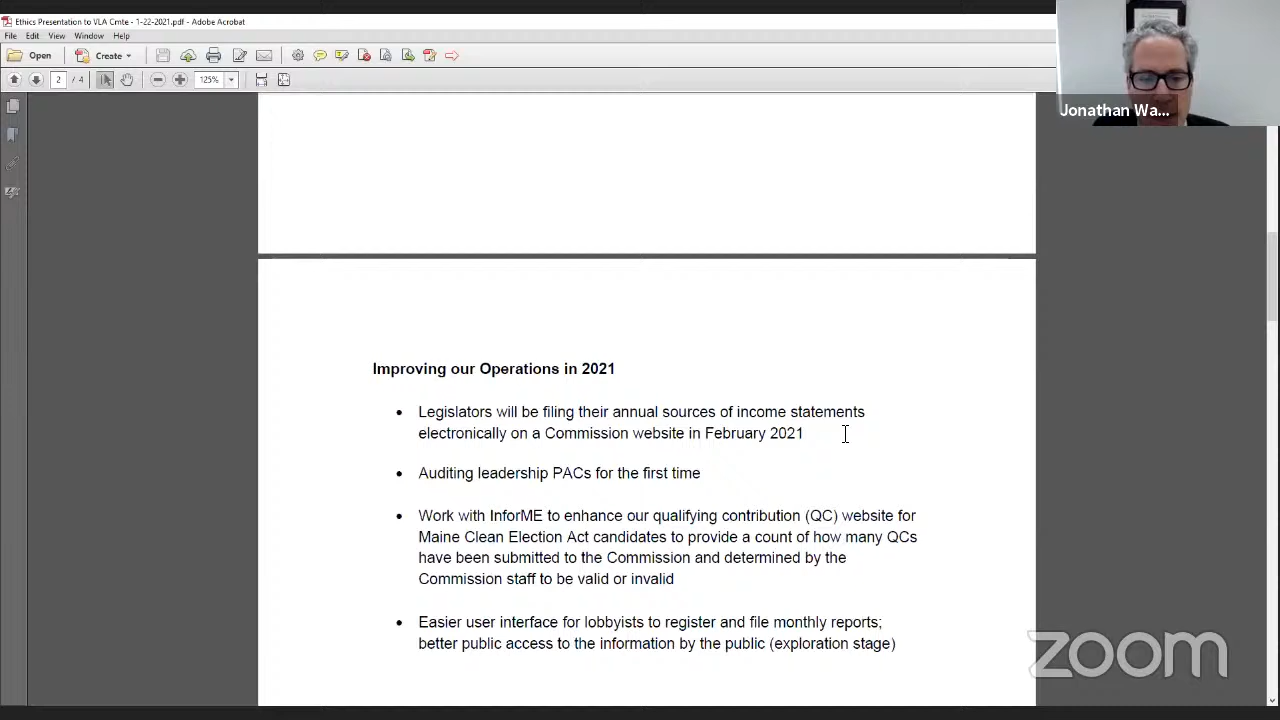 Ethics Presentation to VLA Cmte - 1-22-2021.pdf - Adobe Acrobat
File Edit View Window Help
Open Create
2 / 4 125%
Jonathan Wa...
Improving our Operations in 2021
• Legislators will be filing their annual sources of income statements
electronically on a Commission website in February 2021
• Auditing leadership PACs for the first time
• Work with InforME to enhance our qualifying contribution (QC) website for
Maine Clean Election Act candidates to provide a count of how many QCs
have been submitted to the Commission and determined by the
Commission staff to be valid or invalid
• Easier user interface for lobbyists to register and file monthly reports;
better public access to the information by the public (exploration stage)
zoom